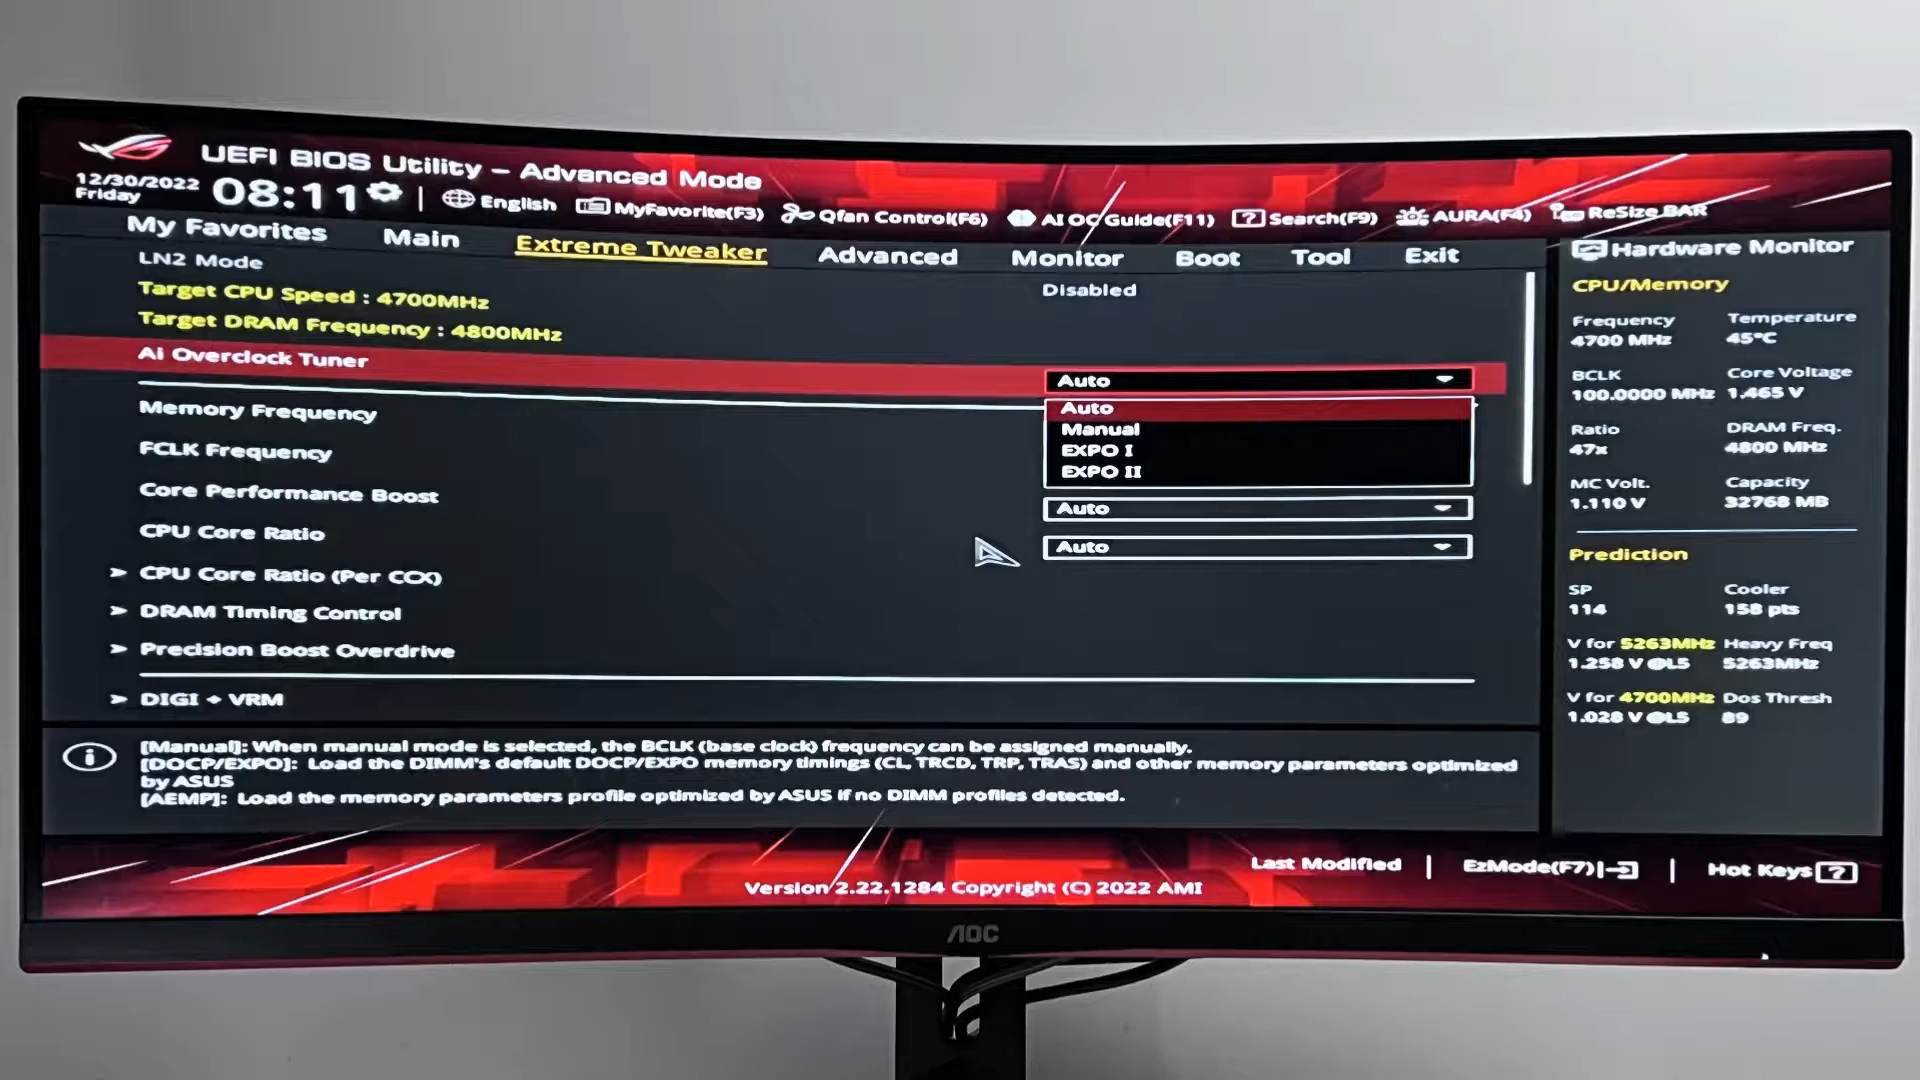 UEFI BIOS Utility – Advanced Mode
12/30/2022
Friday
08:11
English
MyFavorite(F3)
Qfan Control(F6)
AI OC Guide(F11)
Search(F9)
AURA(F4)
ReSize BAR
My Favorites
Main
Extreme Tweaker
Advanced
Monitor
Boot
Tool
Exit
LN2 Mode
Disabled
Target CPU Speed : 4700MHz
Target DRAM Frequency : 4800MHz
Ai Overclock Tuner
Auto
Auto
Manual
EXPO I
EXPO II
Memory Frequency
FCLK Frequency
Core Performance Boost
Auto
CPU Core Ratio
Auto
> CPU Core Ratio (Per CCX)
> DRAM Timing Control
> Precision Boost Overdrive
> DIGI + VRM
[Manual]: When manual mode is selected, the BCLK (base clock) frequency can be assigned manually.
[DOCP/EXPO]: Load the DIMM's default DOCP/EXPO memory timings (CL, TRCD, TRP, TRAS) and other memory parameters optimized
by ASUS
[AEMP]: Load the memory parameters profile optimized by ASUS if no DIMM profiles detected.
Hardware Monitor
CPU/Memory
Frequency Temperature
4700 MHz 45°C
BCLK Core Voltage
100.0000 MHz 1.465 V
Ratio DRAM Freq.
47x 4800 MHz
MC Volt. Capacity
1.110 V 32768 MB
Prediction
SP Cooler
114 158 pts
V for 5263MHz Heavy Freq
1.258 V @L5 5263MHz
V for 4700MHz Dos Thresh
1.028 V @L5 89
Last Modified
EzMode(F7)
Hot Keys ?
Version 2.22.1284 Copyright (C) 2022 AMI
AOC